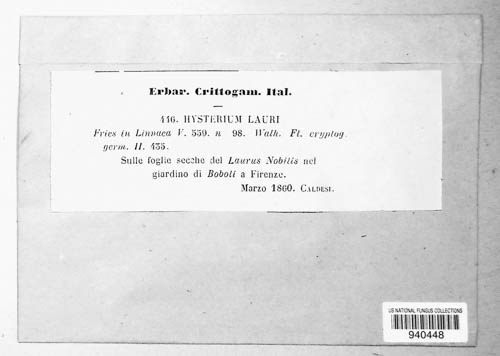 Erbar. Crittogam. Ital.
446. HYSTERIUM LAURI
Fries in Linnaea V. 559. n 98. Walh. Fl. cryptog.
germ. II. 435.
Sulle foglie secche del Laurus Nobilis nel
giardino di Boboli a Firenze.
Marzo 1860. CALDESI.
US NATIONAL FUNGUS COLLECTIONS
940448